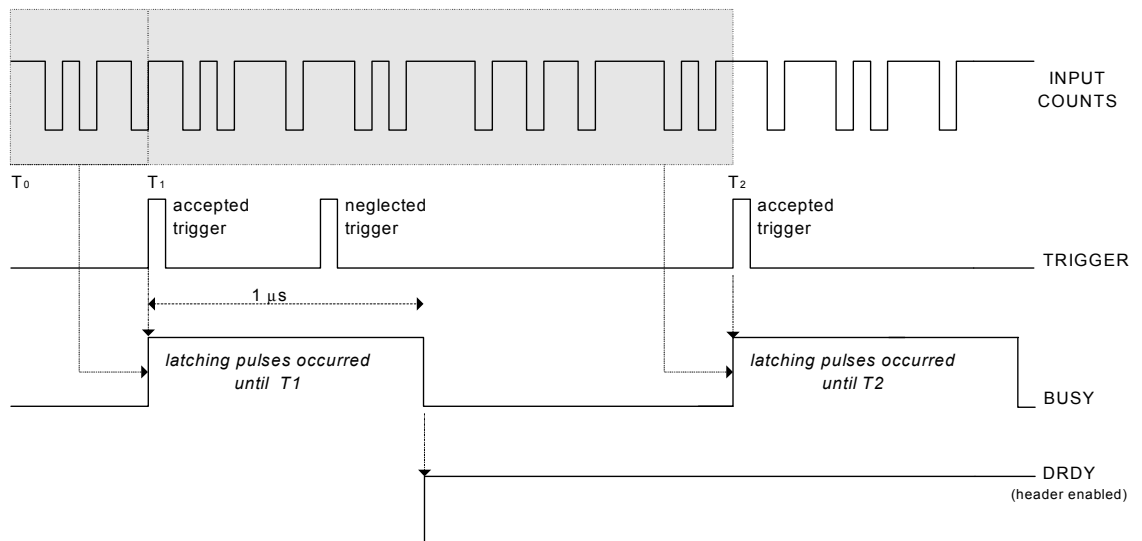 INPUT
COUNTS
T0
T1
T2
accepted
trigger
neglected
trigger
accepted
trigger
TRIGGER
1 μs
latching pulses occurred
until T1
latching pulses occurred
until T2
BUSY
DRDY
(header enabled)